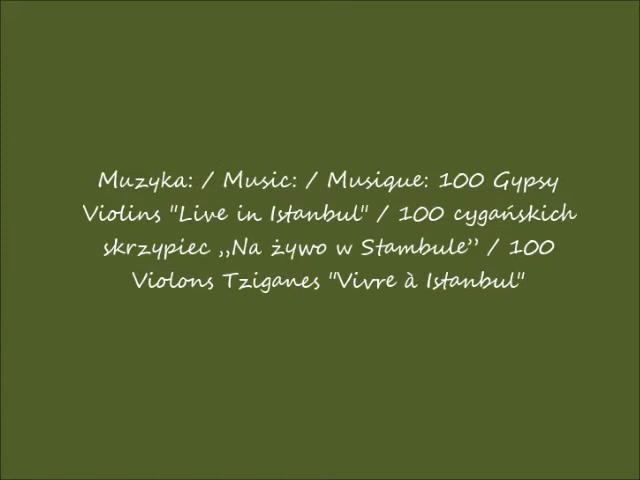 Muzyka: / Music: / Musique: 100 Gypsy
Violins "Live in Istanbul" / 100 cygańskich
skrzypiec „Na żywo w Stambule” / 100
Violons Tziganes "Vivre à Istanbul"